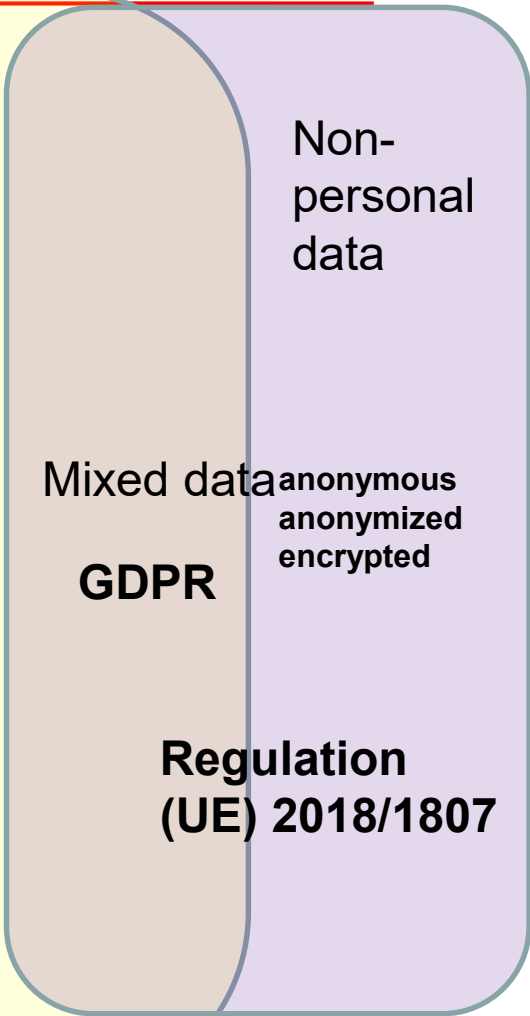 Non-
personal
data
Mixed data
anonymous
anonymized
encrypted
GDPR
Regulation
(UE) 2018/1807